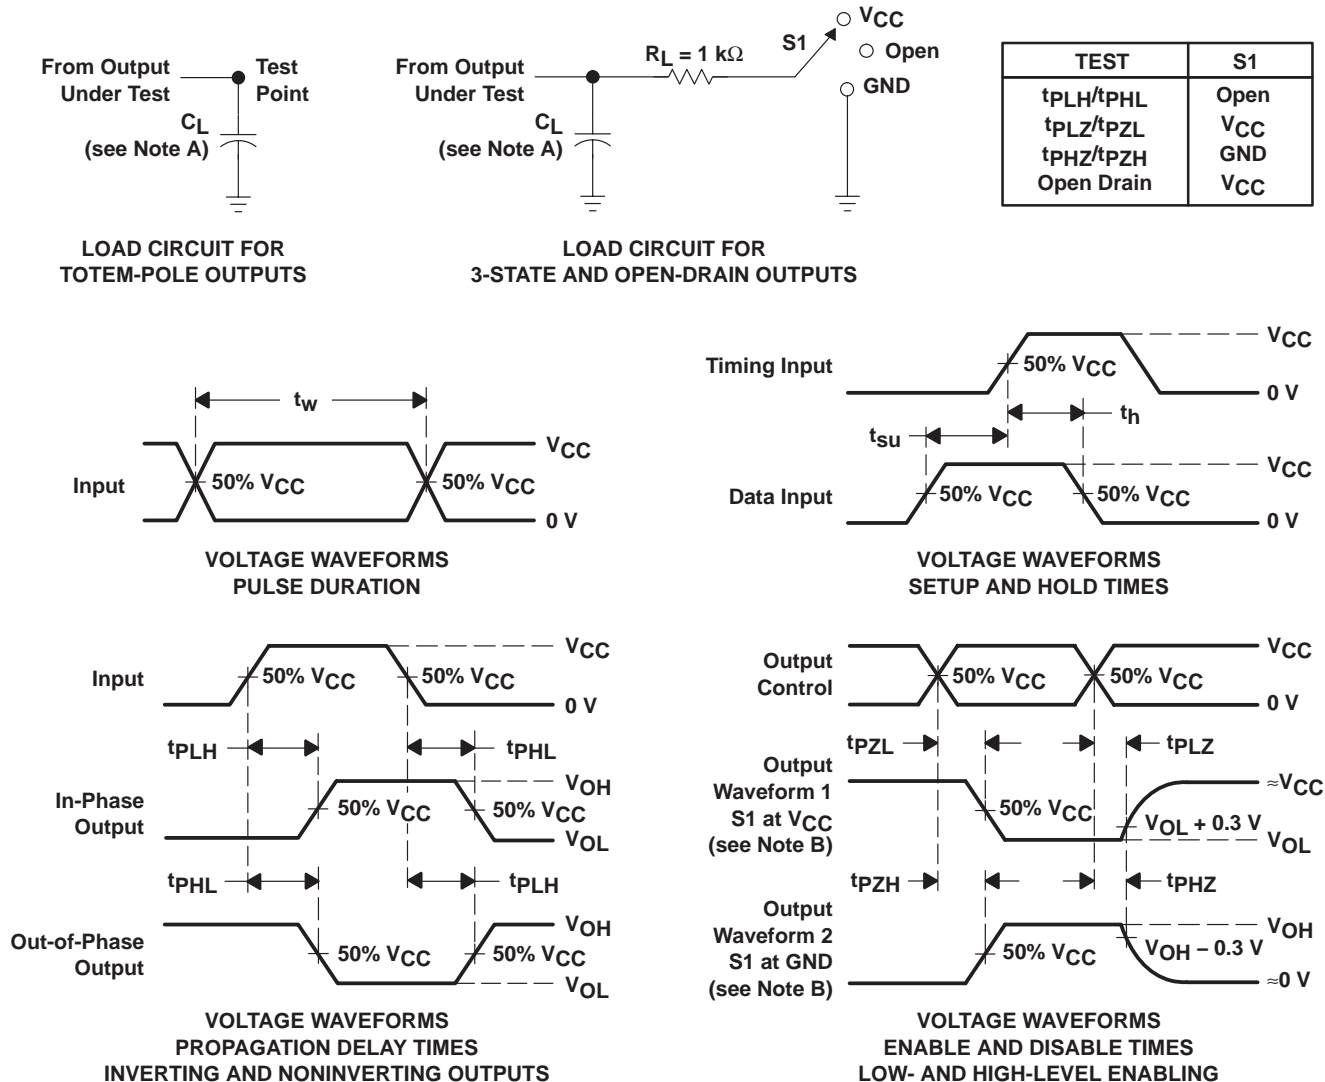 From Output
Under Test
Test
Point
CL
(see Note A)
LOAD CIRCUIT FOR
TOTEM-POLE OUTPUTS
From Output
Under Test
RL = 1 kΩ
S1
VCC
Open
GND
CL
(see Note A)
LOAD CIRCUIT FOR
3-STATE AND OPEN-DRAIN OUTPUTS
TEST S1
tPLH/tPHL Open
tPLZ/tPZL VCC
tPHZ/tPZH GND
Open Drain VCC
tw
Input
50% VCC
50% VCC
VCC
0 V
VOLTAGE WAVEFORMS
PULSE DURATION
Timing Input
50% VCC
VCC
0 V
tsu
th
Data Input
50% VCC
50% VCC
VCC
0 V
VOLTAGE WAVEFORMS
SETUP AND HOLD TIMES
Input
50% VCC
50% VCC
VCC
0 V
tPLH
tPHL
In-Phase
Output
50% VCC
50% VCC
VOH
VOL
tPHL
tPLH
Out-of-Phase
Output
50% VCC
50% VCC
VOH
VOL
VOLTAGE WAVEFORMS
PROPAGATION DELAY TIMES
INVERTING AND NONINVERTING OUTPUTS
Output
Control
50% VCC
50% VCC
VCC
0 V
tPZL
tPLZ
Output
Waveform 1
S1 at VCC
(see Note B)
50% VCC
≈VCC
VOL + 0.3 V
VOL
tPZH
tPHZ
Output
Waveform 2
S1 at GND
(see Note B)
50% VCC
VOH
VOH − 0.3 V
≈0 V
VOLTAGE WAVEFORMS
ENABLE AND DISABLE TIMES
LOW- AND HIGH-LEVEL ENABLING